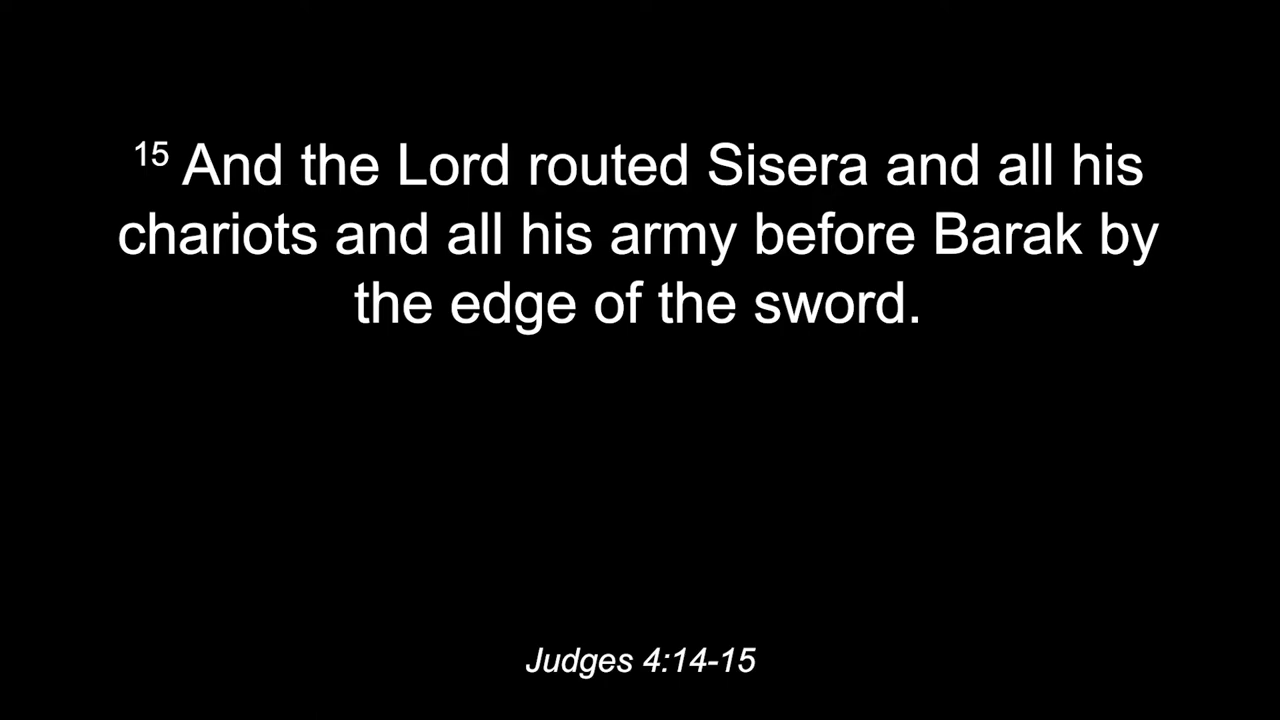 15 And the Lord routed Sisera and all his
chariots and all his army before Barak by
the edge of the sword.
Judges 4:14-15